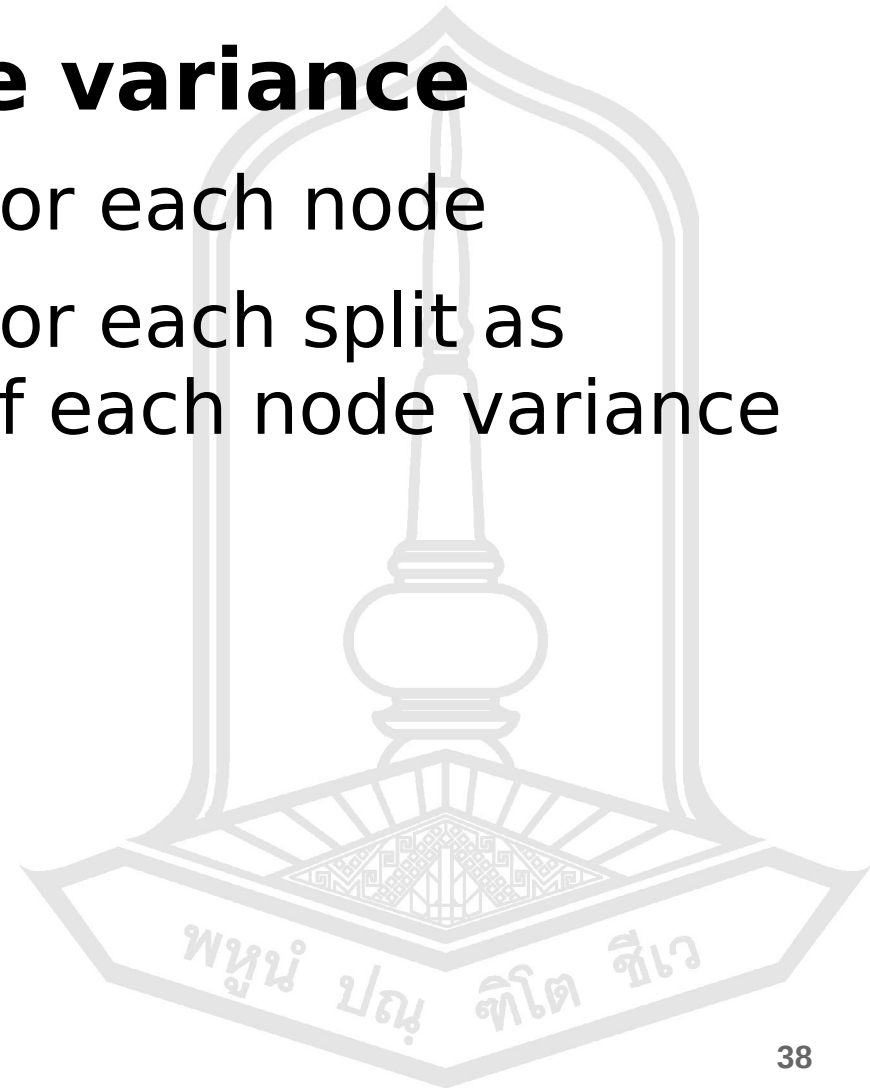 e variance
or each node
or each split as
f each node variance
พหูนํ ปณฺฑิโต ชีเว
38